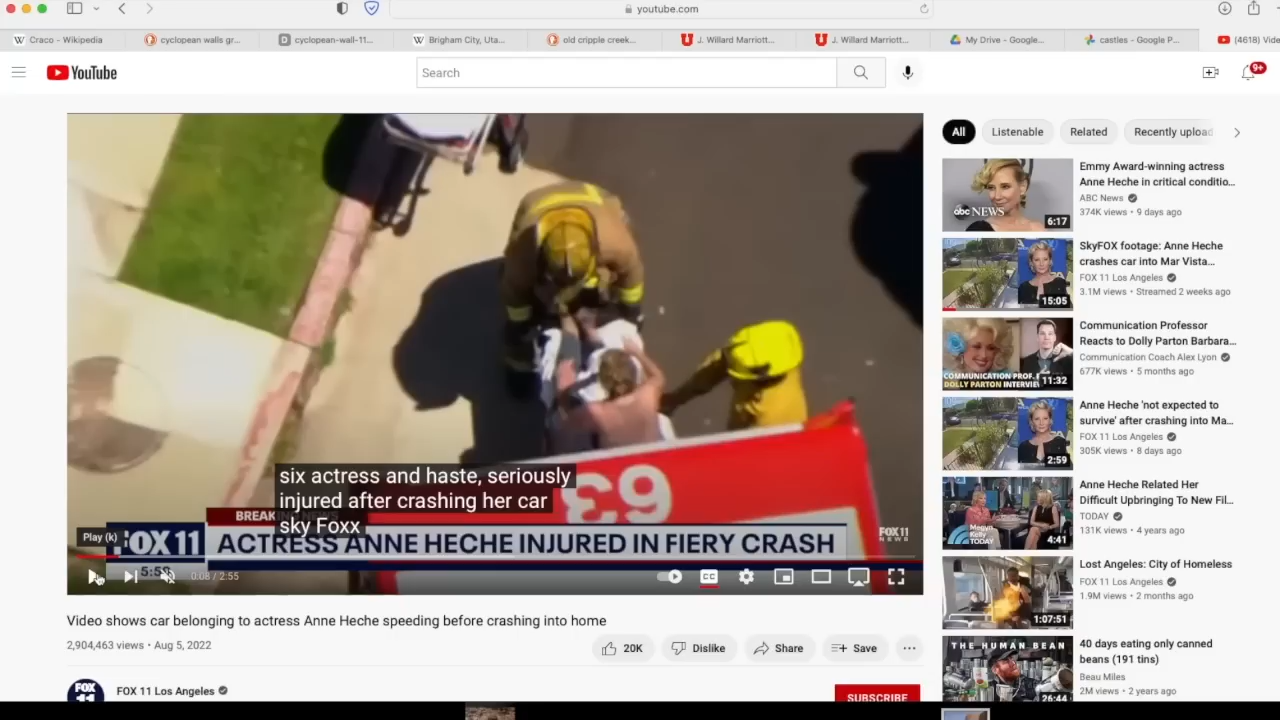 youtube.com
Craco - Wikipedia
cyclopean walls gr...
cyclopean-wall-11...
Brigham City, Uta...
old cripple creek...
J. Willard Marriott...
J. Willard Marriott...
My Drive - Google...
castles - Google P...
(4618) Vide
YouTube
Search
9+
All
Listenable
Related
Recently upload
63
six actress and haste, seriously
injured after crashing her car
sky Foxx
BREAKI
Play (k)
FOX 11
ACTRESS ANNE HECHE INJURED IN FIERY CRASH
FOX 11
NEWS
5:59
0:08 / 2:55
CC
Video shows car belonging to actress Anne Heche speeding before crashing into home
2,904,463 views • Aug 5, 2022
20K
Dislike
Share
Save
FOX
11
FOX 11 Los Angeles
SUBSCRIBE
abc NEWS
6:17
Emmy Award-winning actress
Anne Heche in critical conditio...
ABC News
374K views • 9 days ago
15:05
SkyFOX footage: Anne Heche
crashes car into Mar Vista...
FOX 11 Los Angeles
3.1M views • Streamed 2 weeks ago
COMMUNICATION PROF.
DOLLY PARTON INTERVIE
11:32
Communication Professor
Reacts to Dolly Parton Barbara...
Communication Coach Alex Lyon
677K views • 5 months ago
2:59
Anne Heche 'not expected to
survive' after crashing into Ma...
FOX 11 Los Angeles
305K views • 8 days ago
Megyn
Kelly
TODAY
4:41
Anne Heche Related Her
Difficult Upbringing To New Fil...
TODAY
131K views • 4 years ago
1:07:51
Lost Angeles: City of Homeless
FOX 11 Los Angeles
1.9M views • 2 months ago
THE HUMAN BEAN
26:44
40 days eating only canned
beans (191 tins)
Beau Miles
2M views • 2 years ago